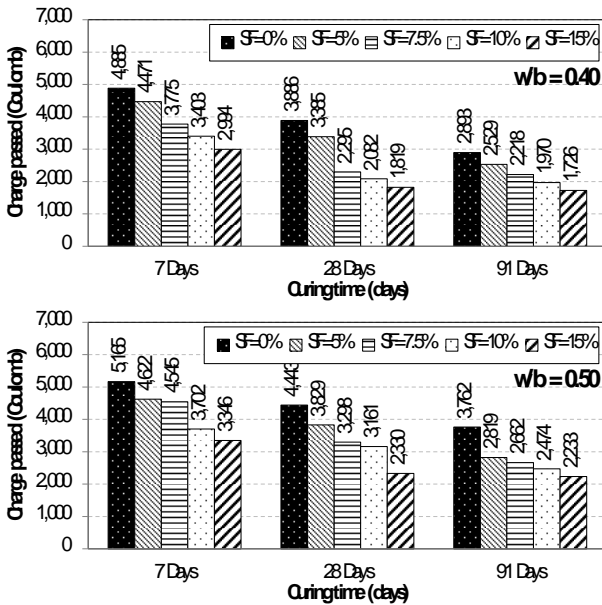 7,000
6,000
5,000
4,000
3,000
2,000
1,000
0
Charge passed (Coulomb)
SF=0% SF=5% SF=7.5% SF=10% SF=15%
w/b = 0.40
4,885 4,471 3,775 3,403 2,994
3,886 3,385 2,295 2,082 1,819
2,893 2,529 2,218 1,970 1,726
7 Days 28 Days 91 Days
Curing time (days)
7,000
6,000
5,000
4,000
3,000
2,000
1,000
0
Charge passed (Coulomb)
SF=0% SF=5% SF=7.5% SF=10% SF=15%
w/b = 0.50
5,165 4,622 4,545 3,702 3,346
4,443 3,829 3,298 3,161 2,330
3,762 2,819 2,662 2,474 2,233
7 Days 28 Days 91 Days
Curing time (days)